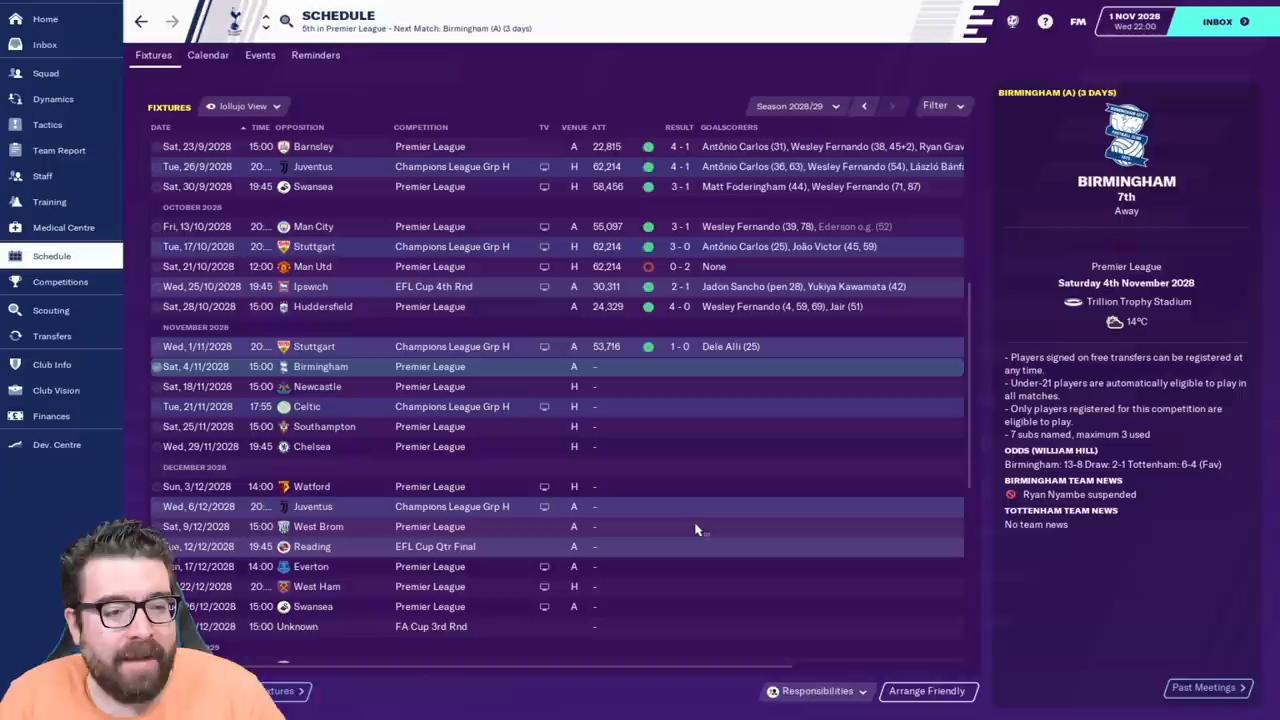 Home
Inbox
Squad
Dynamics
Tactics
Team Report
Staff
Training
Medical Centre
Schedule
Competitions
Scouting
Transfers
Club Info
Club Vision
Finances
Dev. Centre
SCHEDULE
5th in Premier League - Next Match: Birmingham (A) (3 days)
FM
1 NOV 2028
Wed 22:00
INBOX
Fixtures Calendar Events Reminders
FIXTURES lollujo View Season 2028/29 Filter
DATE TIME OPPOSITION COMPETITION TV VENUE ATT RESULT GOALSCORERS
Sat, 23/9/2028 15:00 Barnsley Premier League A 22,815 4 - 1 Antônio Carlos (31), Wesley Fernando (38, 45+2), Ryan Grav
Tue, 26/9/2028 20:... Juventus Champions League Grp H H 62,214 4 - 1 Antônio Carlos (36, 63), Wesley Fernando (54), László Bánfa
Sat, 30/9/2028 19:45 Swansea Premier League H 58,456 3 - 1 Matt Foderingham (44), Wesley Fernando (71, 87)
OCTOBER 2028
Fri, 13/10/2028 20:... Man City Premier League A 55,097 3 - 1 Wesley Fernando (39, 78), Ederson o.g. (52)
Tue, 17/10/2028 20:... Stuttgart Champions League Grp H H 62,214 3 - 0 Antônio Carlos (25), João Victor (45, 59)
Sat, 21/10/2028 12:00 Man Utd Premier League H 62,214 0 - 2 None
Wed, 25/10/2028 19:45 Ipswich EFL Cup 4th Rnd A 30,311 2 - 1 Jadon Sancho (pen 28), Yukiya Kawamata (42)
Sat, 28/10/2028 15:00 Huddersfield Premier League A 24,329 4 - 0 Wesley Fernando (4, 59, 69), Jair (51)
NOVEMBER 2028
Wed, 1/11/2028 20:... Stuttgart Champions League Grp H A 53,716 1 - 0 Dele Alli (25)
Sat, 4/11/2028 15:00 Birmingham Premier League A -
Sat, 18/11/2028 15:00 Newcastle Premier League H -
Tue, 21/11/2028 17:55 Celtic Champions League Grp H H -
Sat, 25/11/2028 15:00 Southampton Premier League H -
Wed, 29/11/2028 19:45 Chelsea Premier League H -
DECEMBER 2028
Sun, 3/12/2028 14:00 Watford Premier League H -
Wed, 6/12/2028 20:... Juventus Champions League Grp H A -
Sat, 9/12/2028 15:00 West Brom Premier League A -
Tue, 12/12/2028 19:45 Reading EFL Cup Qtr Final A -
17/12/2028 14:00 Everton Premier League A -
22/12/2028 20:... West Ham Premier League H -
26/12/2028 15:00 Swansea Premier League A -
/12/2028 15:00 Unknown FA Cup 3rd Rnd -
Responsibilities Arrange Friendly
BIRMINGHAM (A) (3 DAYS)
BIRMINGHAM
7th
Away
Premier League
Saturday 4th November 2028
Trillion Trophy Stadium
14°C
- Players signed on free transfers can be registered at
any time.
- Under-21 players are automatically eligible to play in
all matches.
- Only players registered for this competition are
eligible to play.
- 7 subs named, maximum 3 used
ODDS (WILLIAM HILL)
Birmingham: 13-8 Draw: 2-1 Tottenham: 6-4 (Fav)
BIRMINGHAM TEAM NEWS
Ryan Nyambe suspended
TOTTENHAM TEAM NEWS
No team news
Past Meetings